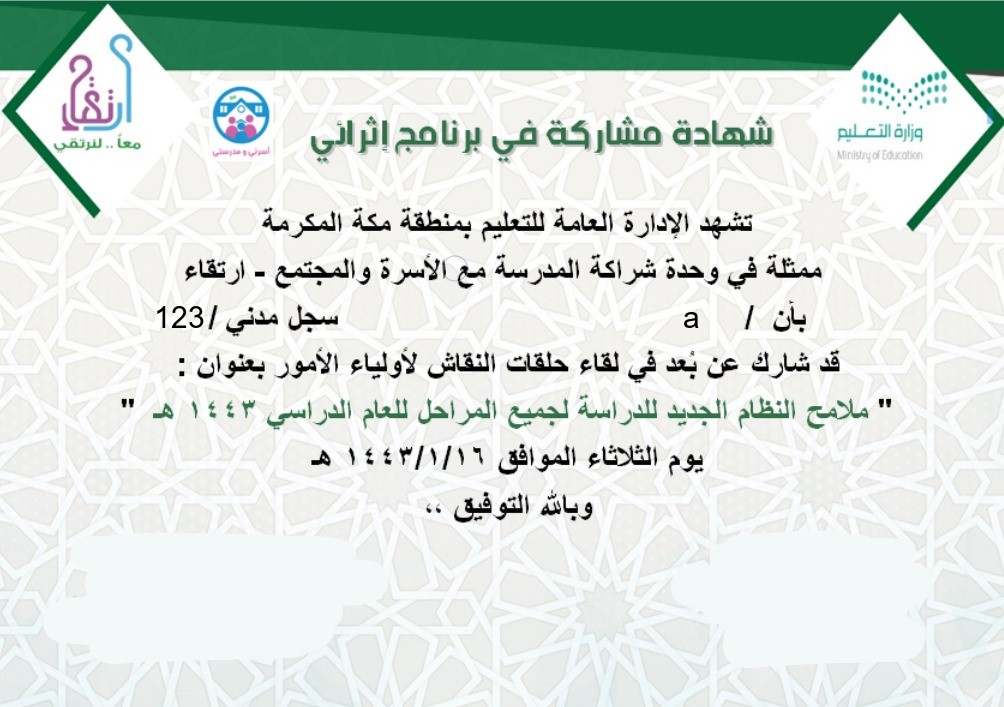 ارتقاء
معاً .. لنرتقي
أسرتي و مدرستي
شهادة مشاركة في برنامج إثرائي
وزارة التعليم
Ministry of Education
تشهد الإدارة العامة للتعليم بمنطقة مكة المكرمة
ممثلة في وحدة شراكة المدرسة مع الأسرة والمجتمع - ارتقاء
بأن / a سجل مدني /123
قد شارك عن بُعد في لقاء حلقات النقاش لأولياء الأمور بعنوان :
" ملامح النظام الجديد للدراسة لجميع المراحل للعام الدراسي ١٤٤٣ هـ "
يوم الثلاثاء الموافق ١٤٤٣/١/١٦ هـ
وبالله التوفيق ،،